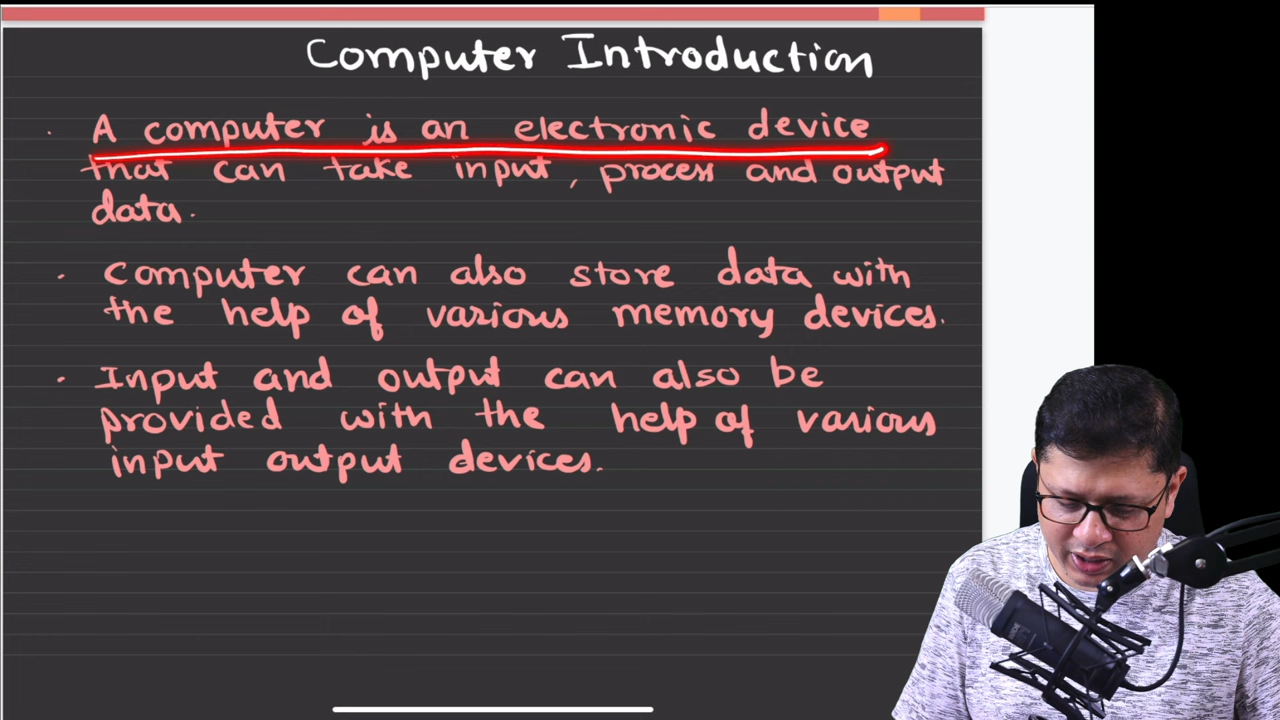 Computer Introduction
· A computer is an electronic device
that can take input, process and output
data.
· Computer can also store data with
the help of various memory devices.
· Input and output can also be
provided with the help of various
input output devices.